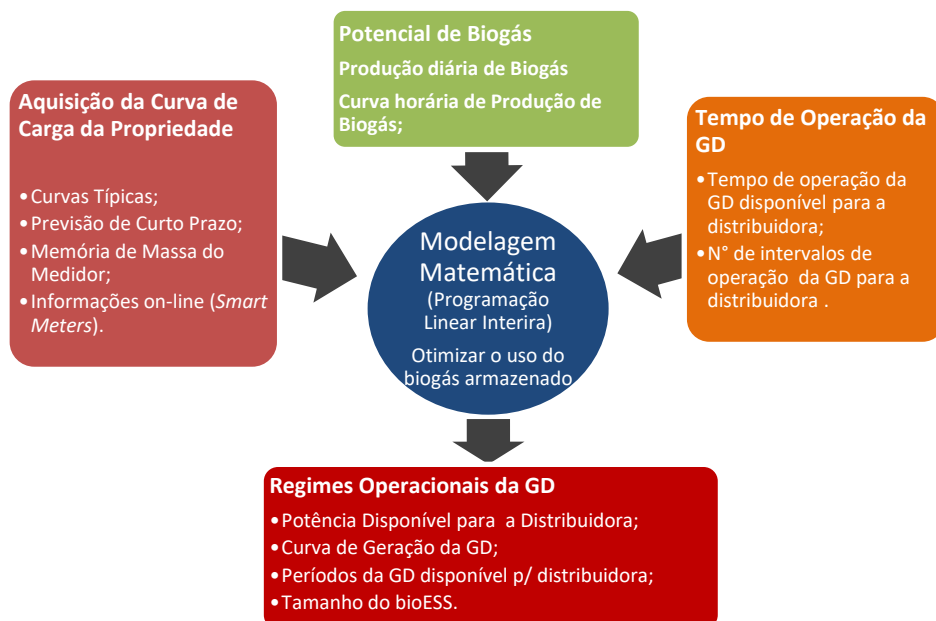 Potencial de Biogás
Produção diária de Biogás
Curva horária de Produção de
Biogás;
Aquisição da Curva de
Carga da Propriedade
•Curvas Típicas;
•Previsão de Curto Prazo;
•Memória de Massa do
Medidor;
•Informações on-line (Smart
Meters).
Tempo de Operação da
GD
•Tempo de operação da
GD disponível para a
distribuidora;
•N° de intervalos de
operação da GD para a
distribuidora .
Modelagem
Matemática
(Programação
Linear Interira)
Otimizar o uso do
biogás armazenado
Regimes Operacionais da GD
•Potência Disponível para a Distribuidora;
•Curva de Geração da GD;
•Períodos da GD disponível p/ distribuidora;
•Tamanho do bioESS.